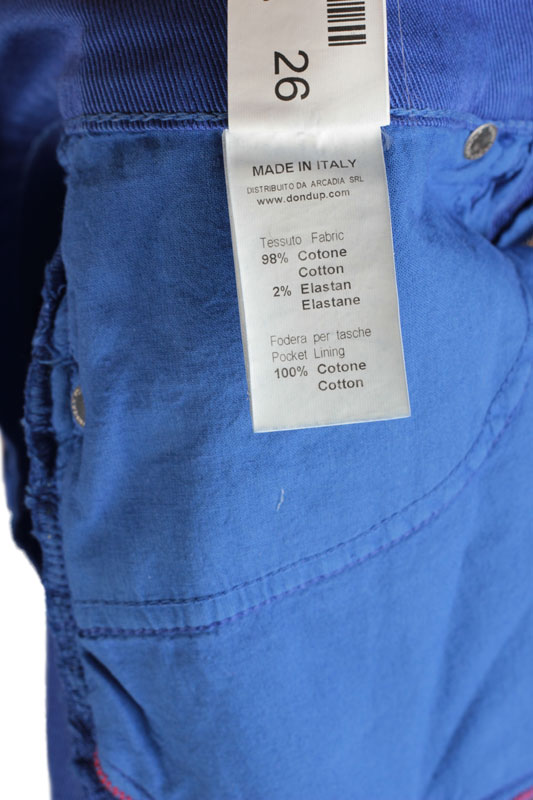 26
MADE IN ITALY
DISTRIBUITO DA ARCADIA SRL
www.dondup.com
Tessuto Fabric
98% Cotone
Cotton
2% Elastan
Elastane
Fodera per tasche
Pocket Lining
100% Cotone
Cotton